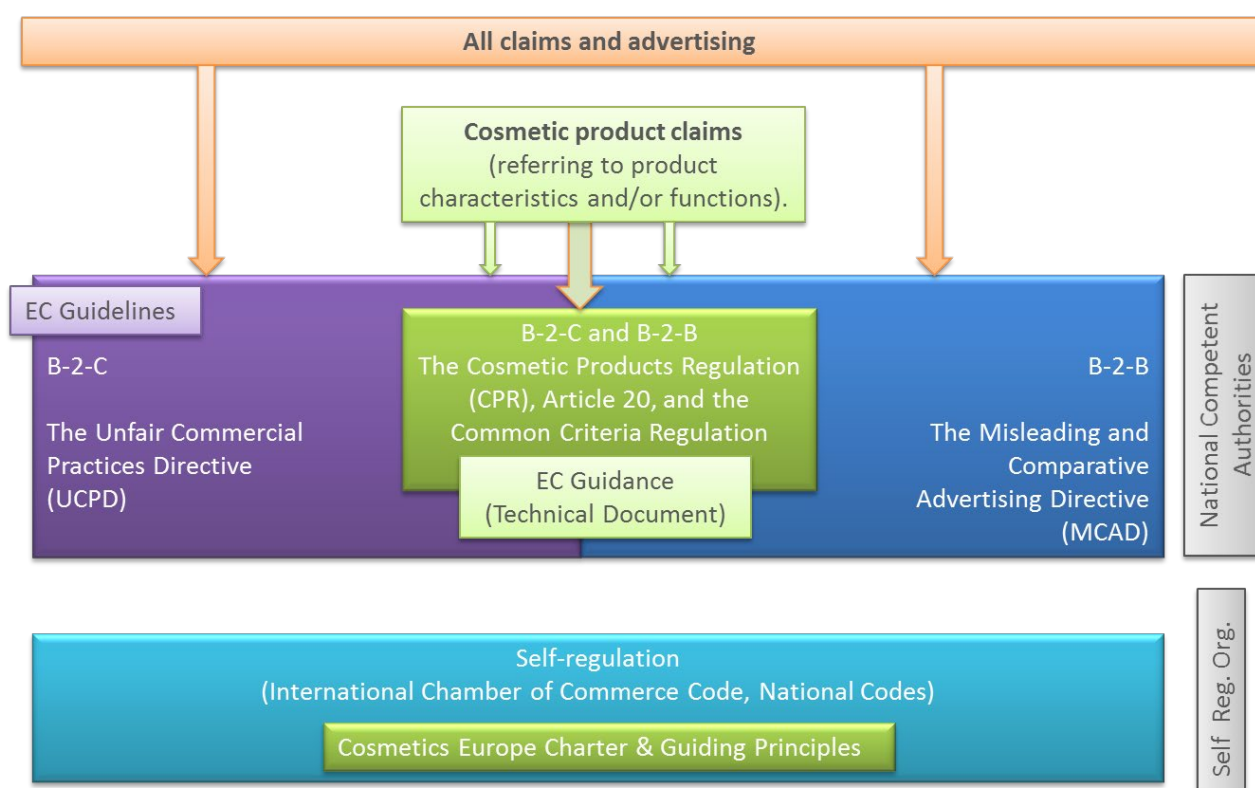 All claims and advertising
Cosmetic product claims
(referring to product
characteristics and/or functions).
EC Guidelines
B-2-C
The Unfair Commercial
Practices Directive
(UCPD)
B-2-C and B-2-B
The Cosmetic Products Regulation
(CPR), Article 20, and the
Common Criteria Regulation
EC Guidance
(Technical Document)
B-2-B
The Misleading and
Comparative
Advertising Directive
(MCAD)
National Competent
Authorities
Self-regulation
(International Chamber of Commerce Code, National Codes)
Cosmetics Europe Charter & Guiding Principles
Self Reg. Org.